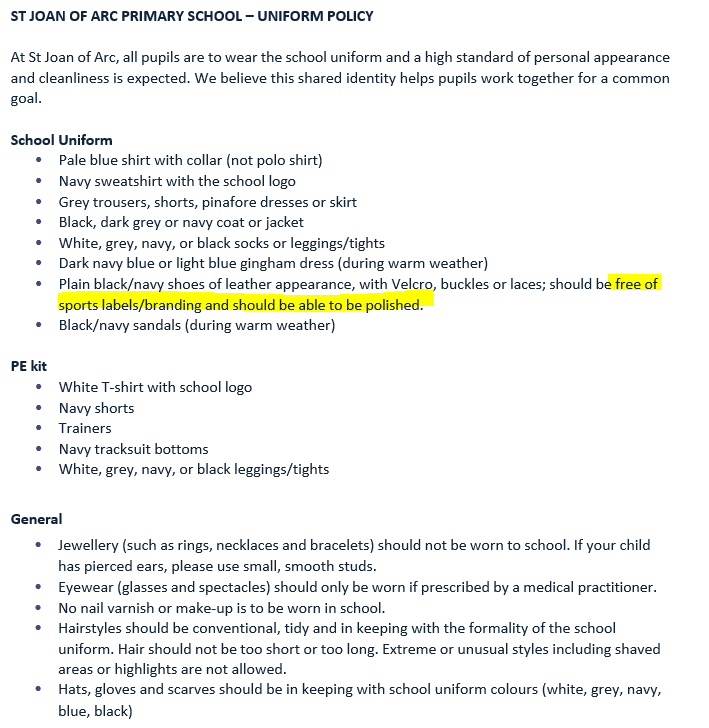 ST JOAN OF ARC PRIMARY SCHOOL – UNIFORM POLICY
At St Joan of Arc, all pupils are to wear the school uniform and a high standard of personal appearance
and cleanliness is expected. We believe this shared identity helps pupils work together for a common
goal.
School Uniform
• Pale blue shirt with collar (not polo shirt)
• Navy sweatshirt with the school logo
• Grey trousers, shorts, pinafore dresses or skirt
• Black, dark grey or navy coat or jacket
• White, grey, navy, or black socks or leggings/tights
• Dark navy blue or light blue gingham dress (during warm weather)
• Plain black/navy shoes of leather appearance, with Velcro, buckles or laces; should be free of
sports labels/branding and should be able to be polished.
• Black/navy sandals (during warm weather)
PE kit
• White T-shirt with school logo
• Navy shorts
• Trainers
• Navy tracksuit bottoms
• White, grey, navy, or black leggings/tights
General
• Jewellery (such as rings, necklaces and bracelets) should not be worn to school. If your child
has pierced ears, please use small, smooth studs.
• Eyewear (glasses and spectacles) should only be worn if prescribed by a medical practitioner.
• No nail varnish or make-up is to be worn in school.
• Hairstyles should be conventional, tidy and in keeping with the formality of the school
uniform. Hair should not be too short or too long. Extreme or unusual styles including shaved
areas or highlights are not allowed.
• Hats, gloves and scarves should be in keeping with school uniform colours (white, grey, navy,
blue, black)